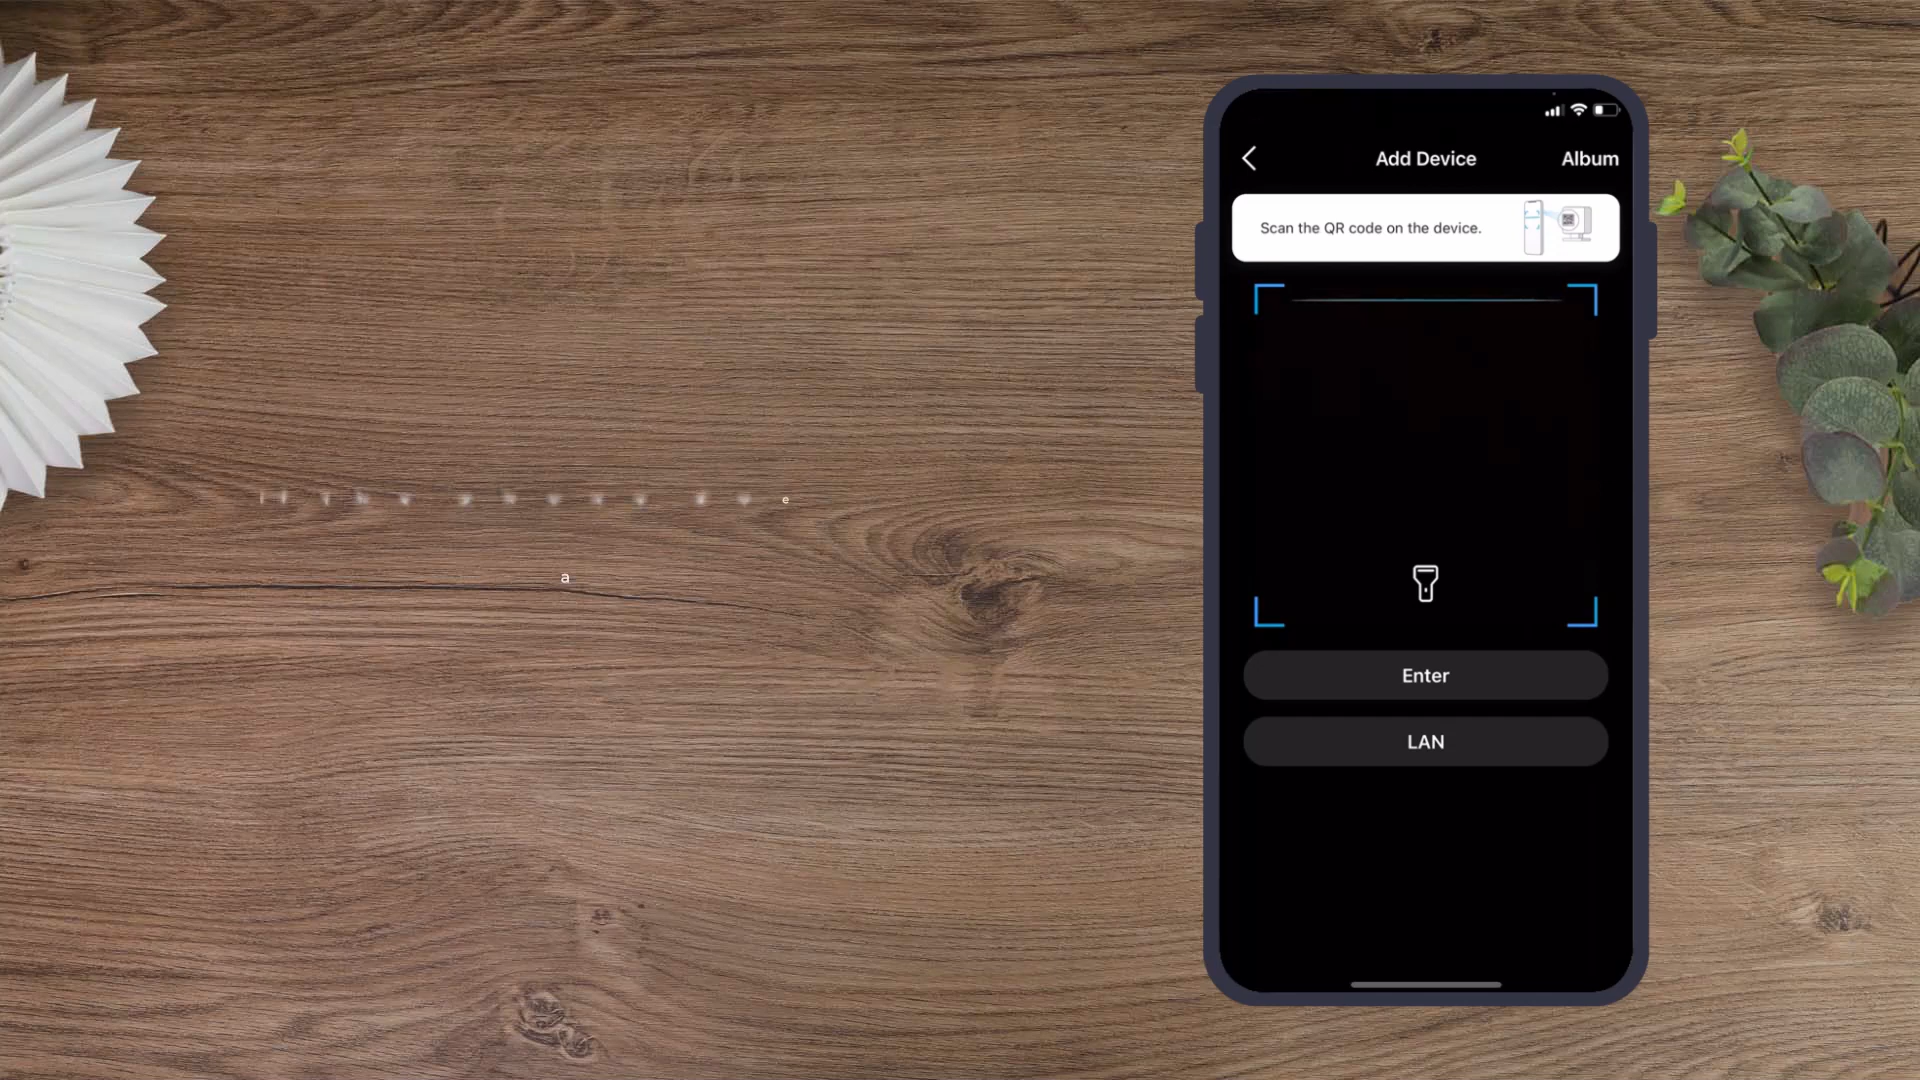 Add Device
Album
Scan the QR code on the device.
Enter
LAN
e
a